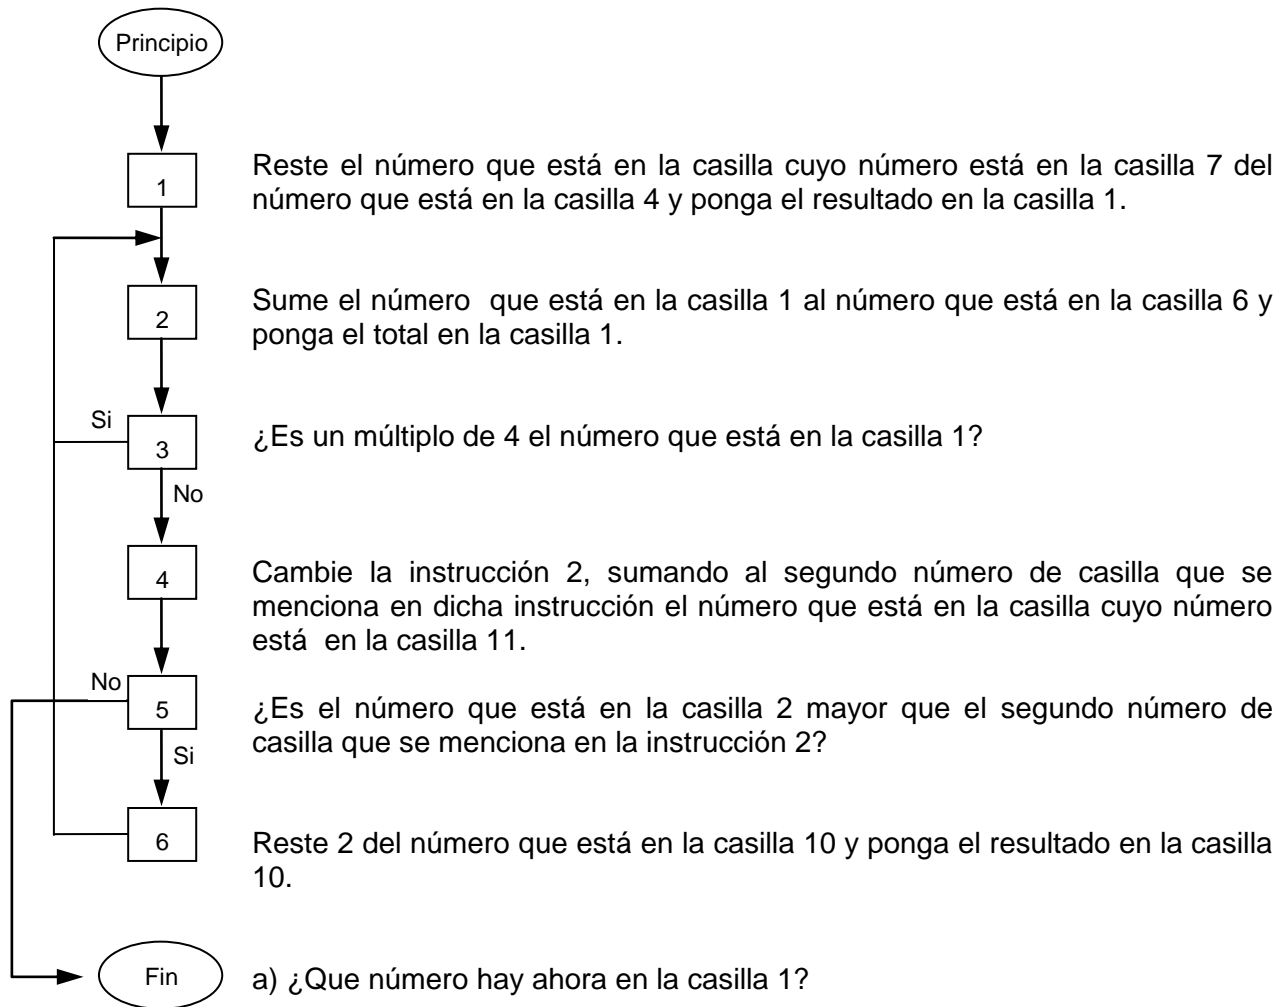 Principio
1
Reste el número que está en la casilla cuyo número está en la casilla 7 del
número que está en la casilla 4 y ponga el resultado en la casilla 1.
2
Sume el número que está en la casilla 1 al número que está en la casilla 6 y
ponga el total en la casilla 1.
Si
3
¿Es un múltiplo de 4 el número que está en la casilla 1?
No
4
Cambie la instrucción 2, sumando al segundo número de casilla que se
menciona en dicha instrucción el número que está en la casilla cuyo número
está en la casilla 11.
No
5
¿Es el número que está en la casilla 2 mayor que el segundo número de
casilla que se menciona en la instrucción 2?
Si
6
Reste 2 del número que está en la casilla 10 y ponga el resultado en la casilla
10.
Fin
a) ¿Que número hay ahora en la casilla 1?